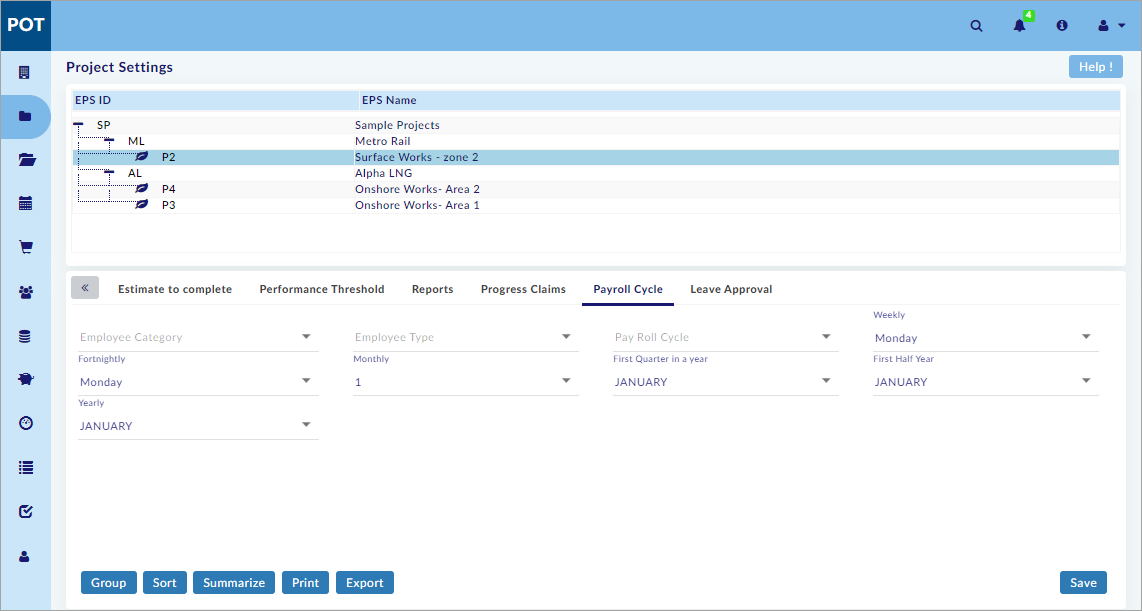 POT
4
Project Settings
Help !
EPS ID EPS Name
SP Sample Projects
ML Metro Rail
P2 Surface Works - zone 2
AL Alpha LNG
P4 Onshore Works- Area 2
P3 Onshore Works- Area 1
« Estimate to complete Performance Threshold Reports Progress Claims Payroll Cycle Leave Approval
Weekly
Employee Category Employee Type Pay Roll Cycle Monday
Fortnightly Monthly First Quarter in a year First Half Year
Monday 1 JANUARY JANUARY
Yearly
JANUARY
Group Sort Summarize Print Export Save